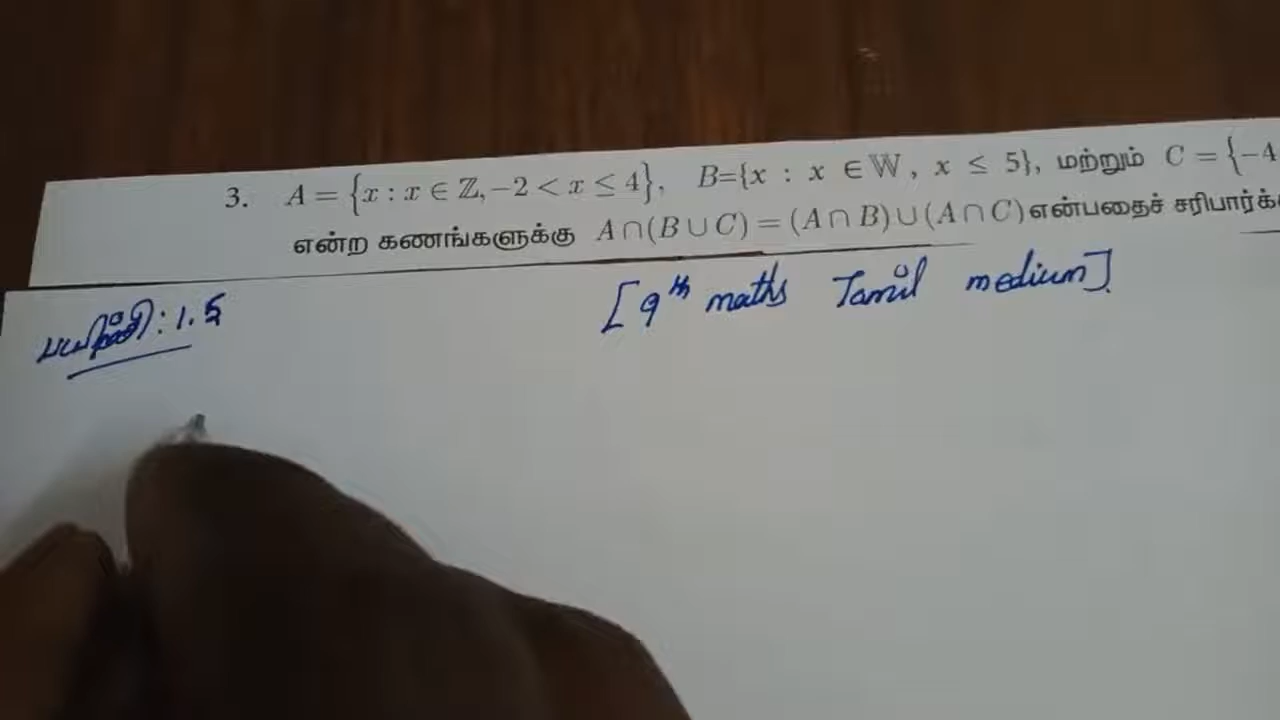 3. A = {x : x ∈ ℤ, −2 < x ≤ 4}, B={x : x ∈ 𝕎, x ≤ 5}, மற்றும் C = {−4
என்ற கணங்களுக்கு A∩(B∪C) = (A∩B)∪(A∩C) என்பதைச் சரிபார்க்
[9th maths Tamil medium].
பயிற்சி : 1.5